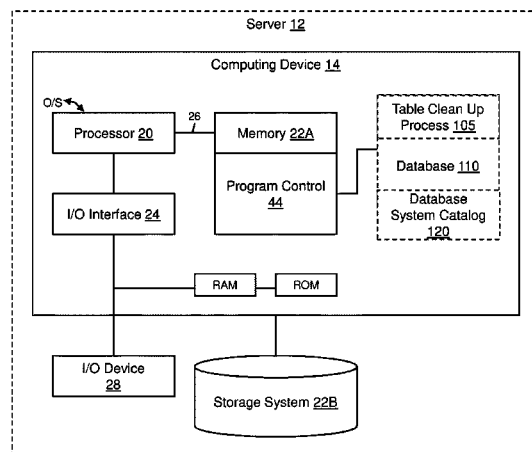 Server 12
Computing Device 14
O/S
26
Processor 20
Memory 22A
Table Clean Up
Process 105
Database 110
Database
System Catalog
120
Program Control
44
I/O Interface 24
RAM
ROM
I/O Device
28
Storage System 22B